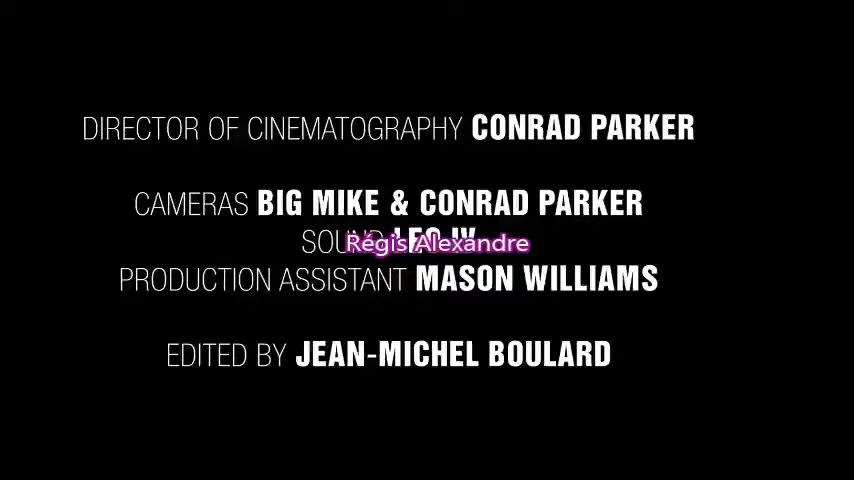 DIRECTOR OF CINEMATOGRAPHY CONRAD PARKER
CAMERAS BIG MIKE & CONRAD PARKER
SOUND
Régis Alexandre
PRODUCTION ASSISTANT MASON WILLIAMS
EDITED BY JEAN-MICHEL BOULARD